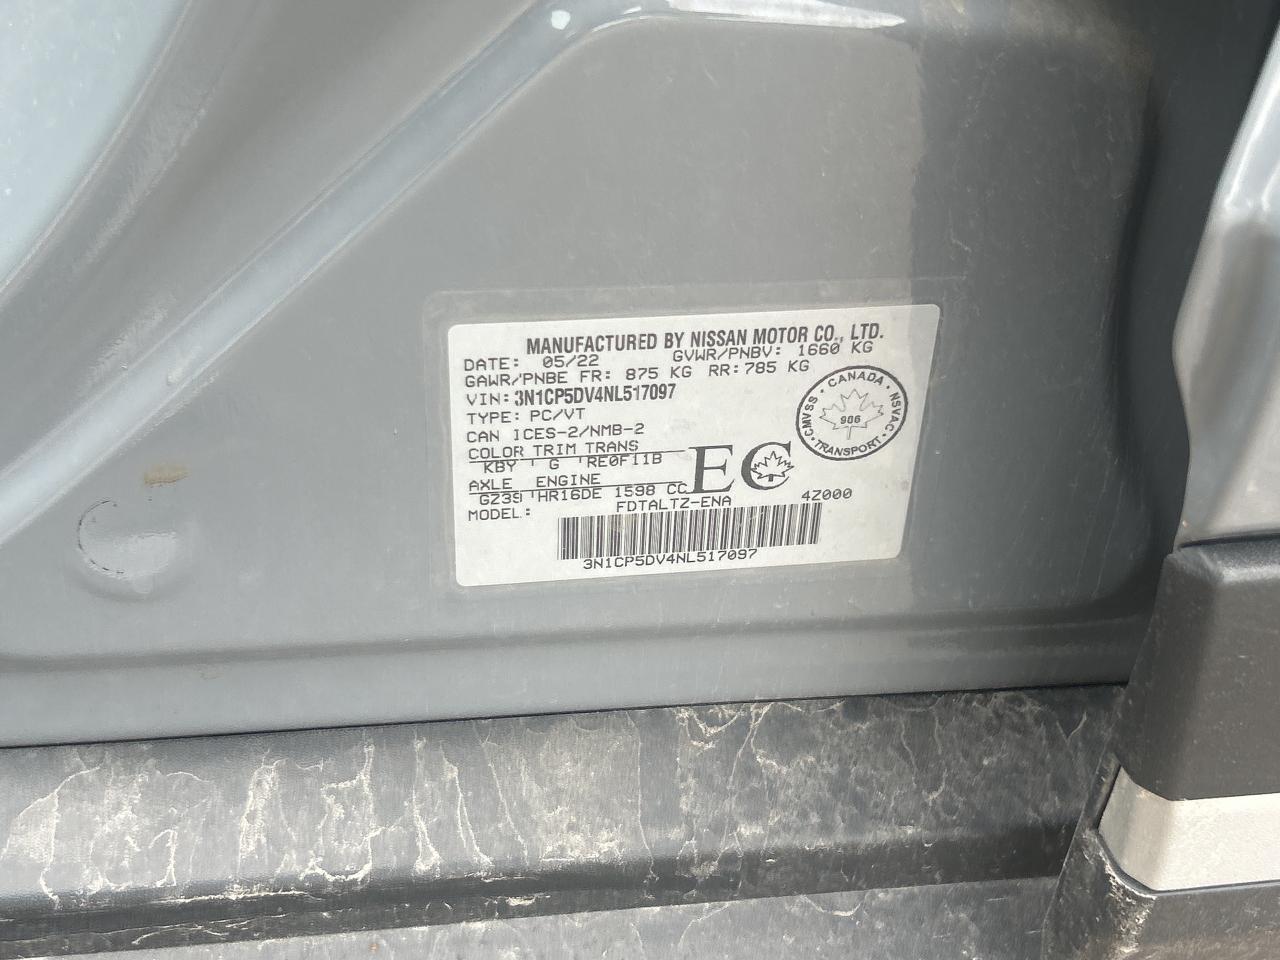 MANUFACTURED BY NISSAN MOTOR CO., LTD.
DATE: 05/22 GVWR/PNBV: 1660 KG
GAWR/PNBE FR: 875 KG RR: 785 KG
VIN: 3N1CP5DV4NL517097
TYPE: PC/VT
CAN ICES-2/NMB-2
COLOR TRIM TRANS
KBY G RE0F11B
AXLE ENGINE
GZ39 HR16DE 1598 CC
MODEL: FDTALTZ-ENA 4Z000
3N1CP5DV4NL517097
EC
CANADA
CMVSS · NSVAC
906
TRANSPORT